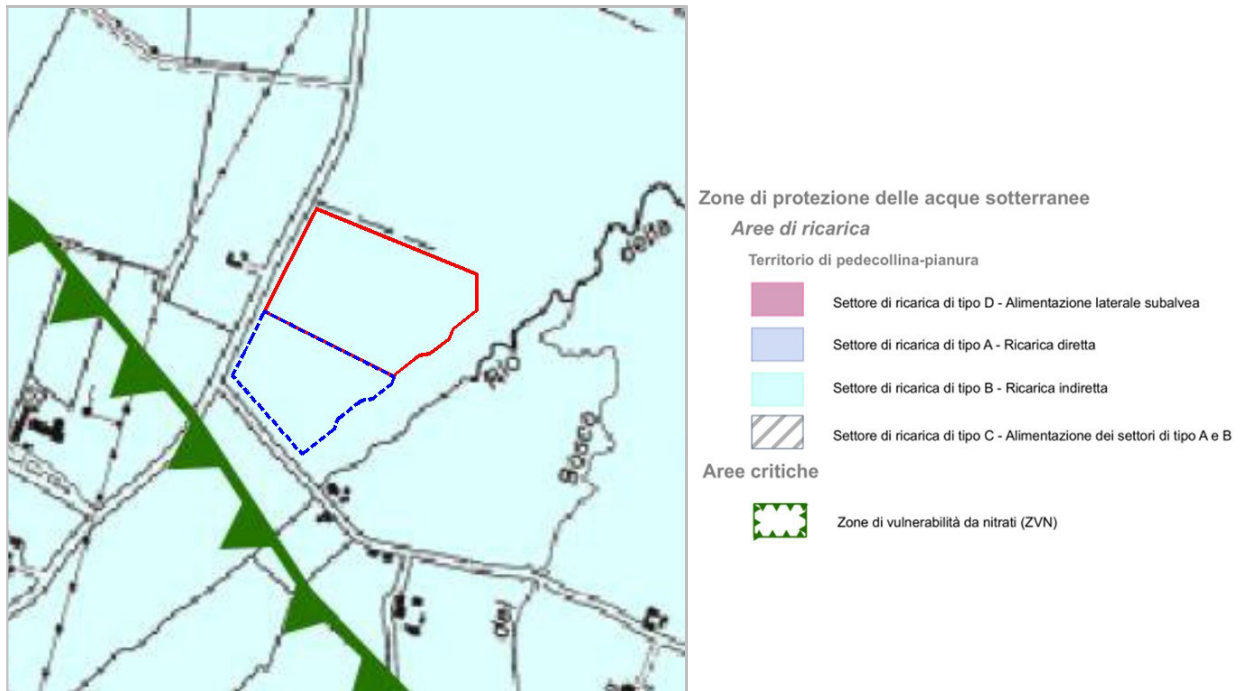 Zone di protezione delle acque sotterranee
Aree di ricarica
Territorio di pedecollina-pianura
Settore di ricarica di tipo D - Alimentazione laterale subalvea
Settore di ricarica di tipo A - Ricarica diretta
Settore di ricarica di tipo B - Ricarica indiretta
Settore di ricarica di tipo C - Alimentazione dei settori di tipo A e B
Aree critiche
Zone di vulnerabilità da nitrati (ZVN)
Rio
Bosco
del